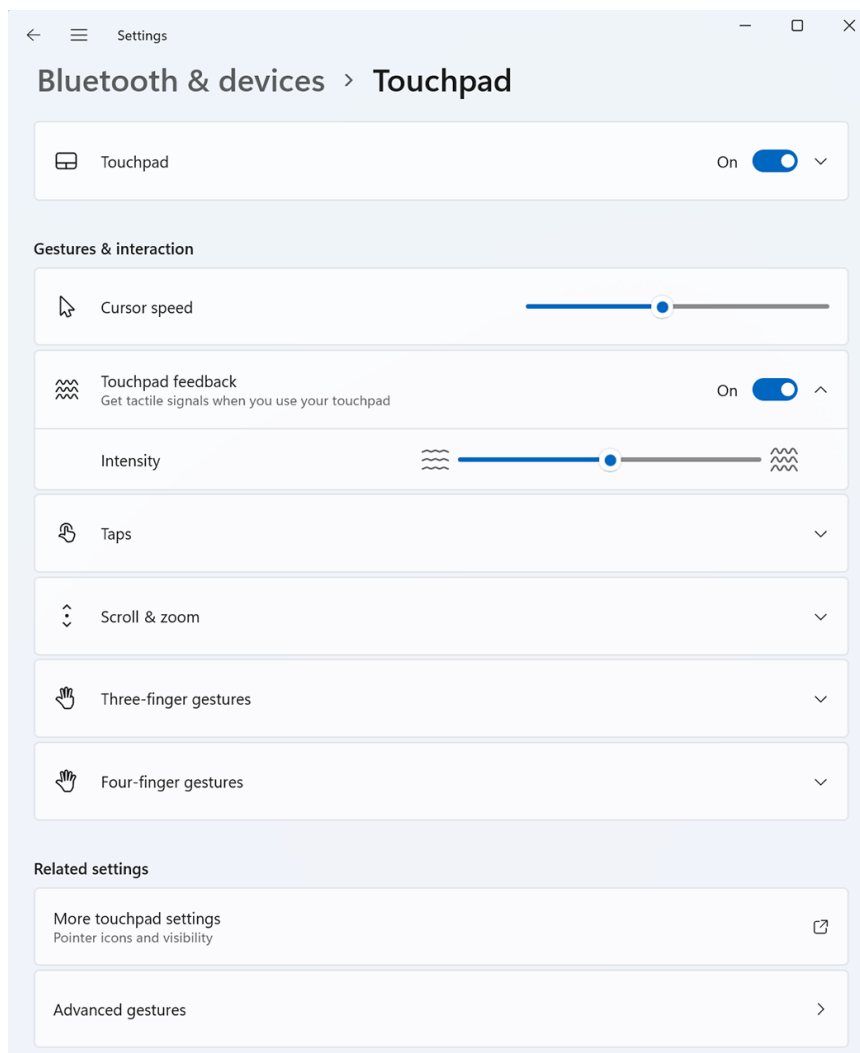 Settings
Bluetooth & devices > Touchpad
Touchpad On
Gestures & interaction
Cursor speed
Touchpad feedback
Get tactile signals when you use your touchpad
On
Intensity
Taps
Scroll & zoom
Three-finger gestures
Four-finger gestures
Related settings
More touchpad settings
Pointer icons and visibility
Advanced gestures